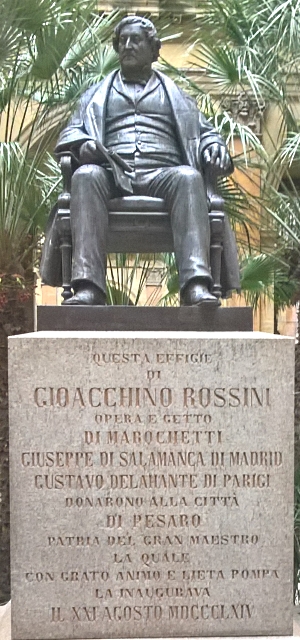 QUESTA EFFIGIE
DI
GIOACCHINO ROSSINI
OPERA E GETTO
DI MAROCHETTI
GIUSEPPE DI SALAMANCA DI MADRID
GUSTAVO DELAHANTE DI PARIGI
DONARONO ALLA CITTÀ
DI PESARO
PATRIA DEL GRAN MAESTRO
LA QUALE
CON GRATO ANIMO E LIETA POMPA
LA INAUGURAVA
IL XXI AGOSTO MDCCCLXIV